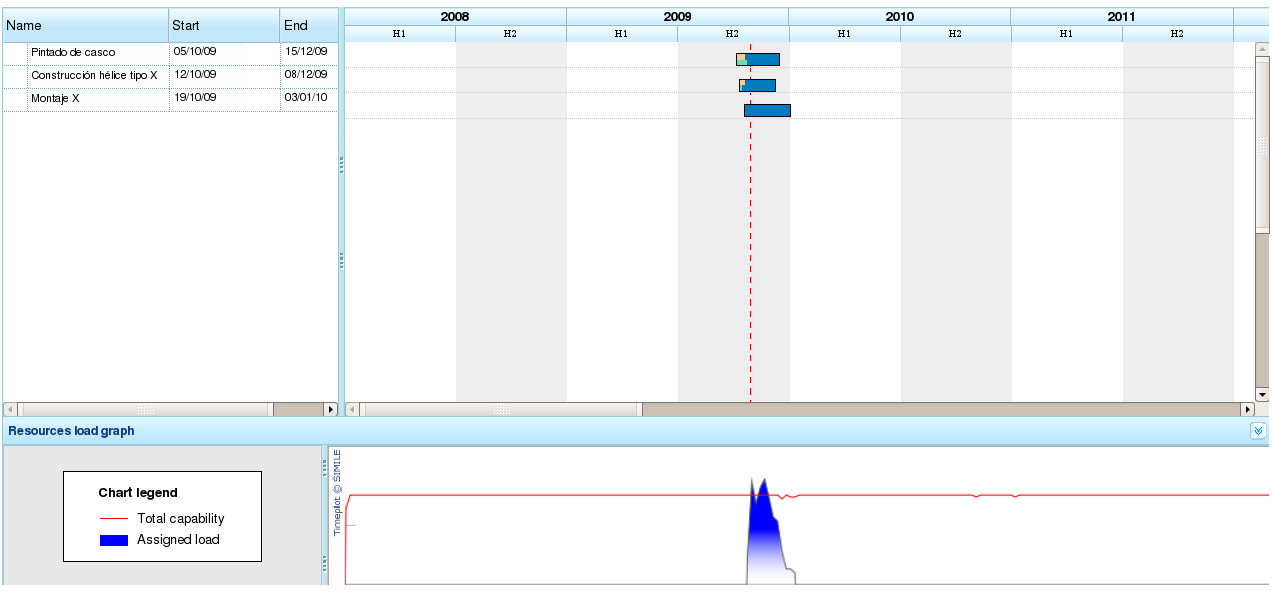 Name Start End
Pintado de casco 05/10/09 15/12/09
Construcción hélice tipo X 12/10/09 08/12/09
Montaje X 19/10/09 03/01/10
2008 2009 2010 2011
H1 H2 H1 H2 H1 H2 H1 H2
Resources load graph
Chart legend
Total capability
Assigned load
Timeplot © SIMILE